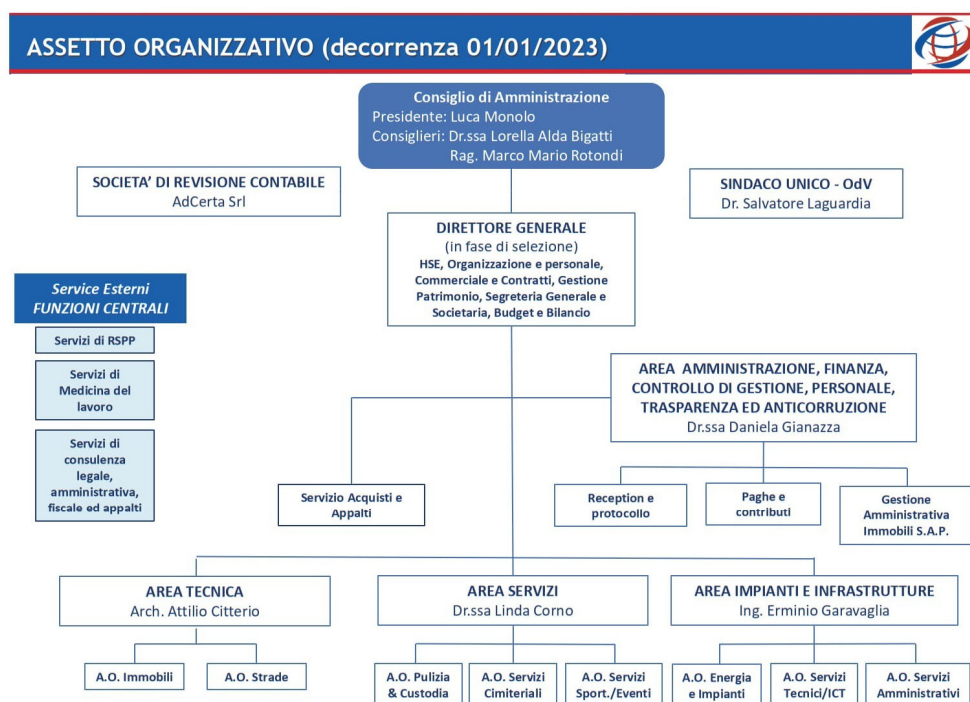 ASSETTO ORGANIZZATIVO (decorrenza 01/01/2023)
Consiglio di Amministrazione
Presidente: Luca Monolo
Consiglieri: Dr.ssa Lorella Alda Bigatti
Rag. Marco Mario Rotondi
SOCIETA’ DI REVISIONE CONTABILE
AdCerta Srl
SINDACO UNICO - OdV
Dr. Salvatore Laguardia
DIRETTORE GENERALE
(in fase di selezione)
HSE, Organizzazione e personale,
Commerciale e Contratti, Gestione
Patrimonio, Segreteria Generale e
Societaria, Budget e Bilancio
Service Esterni
FUNZIONI CENTRALI
Servizi di RSPP
Servizi di
Medicina del
lavoro
Servizi di
consulenza
legale,
amministrativa,
fiscale ed appalti
AREA AMMINISTRAZIONE, FINANZA,
CONTROLLO DI GESTIONE, PERSONALE,
TRASPARENZA ED ANTICORRUZIONE
Dr.ssa Daniela Gianazza
Servizio Acquisti e
Appalti
Reception e
protocollo
Paghe e
contributi
Gestione
Amministrativa
Immobili S.A.P.
AREA TECNICA
Arch. Attilio Citterio
AREA SERVIZI
Dr.ssa Linda Corno
AREA IMPIANTI E INFRASTRUTTURE
Ing. Erminio Garavaglia
A.O. Immobili
A.O. Strade
A.O. Pulizia
& Custodia
A.O. Servizi
Cimiteriali
A.O. Servizi
Sport./Eventi
A.O. Energia
e Impianti
A.O. Servizi
Tecnici/ICT
A.O. Servizi
Amministrativi